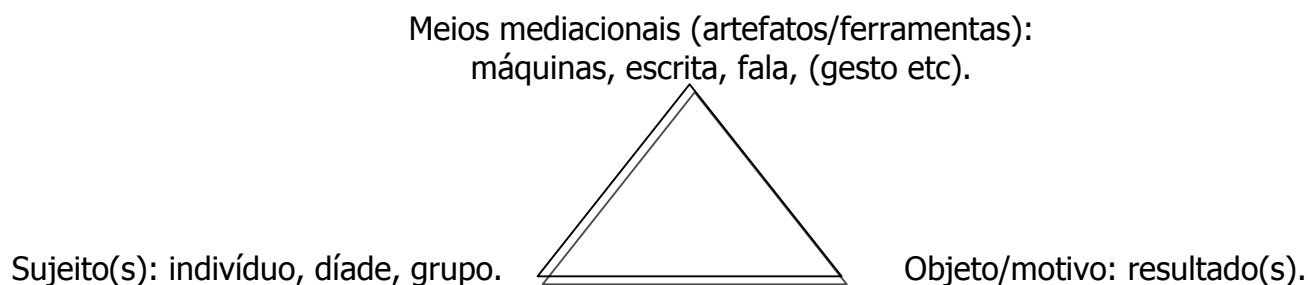 Meios mediacionais (artefatos/ferramentas):
máquinas, escrita, fala, (gesto etc).
Sujeito(s): indivíduo, díade, grupo.
Objeto/motivo: resultado(s).